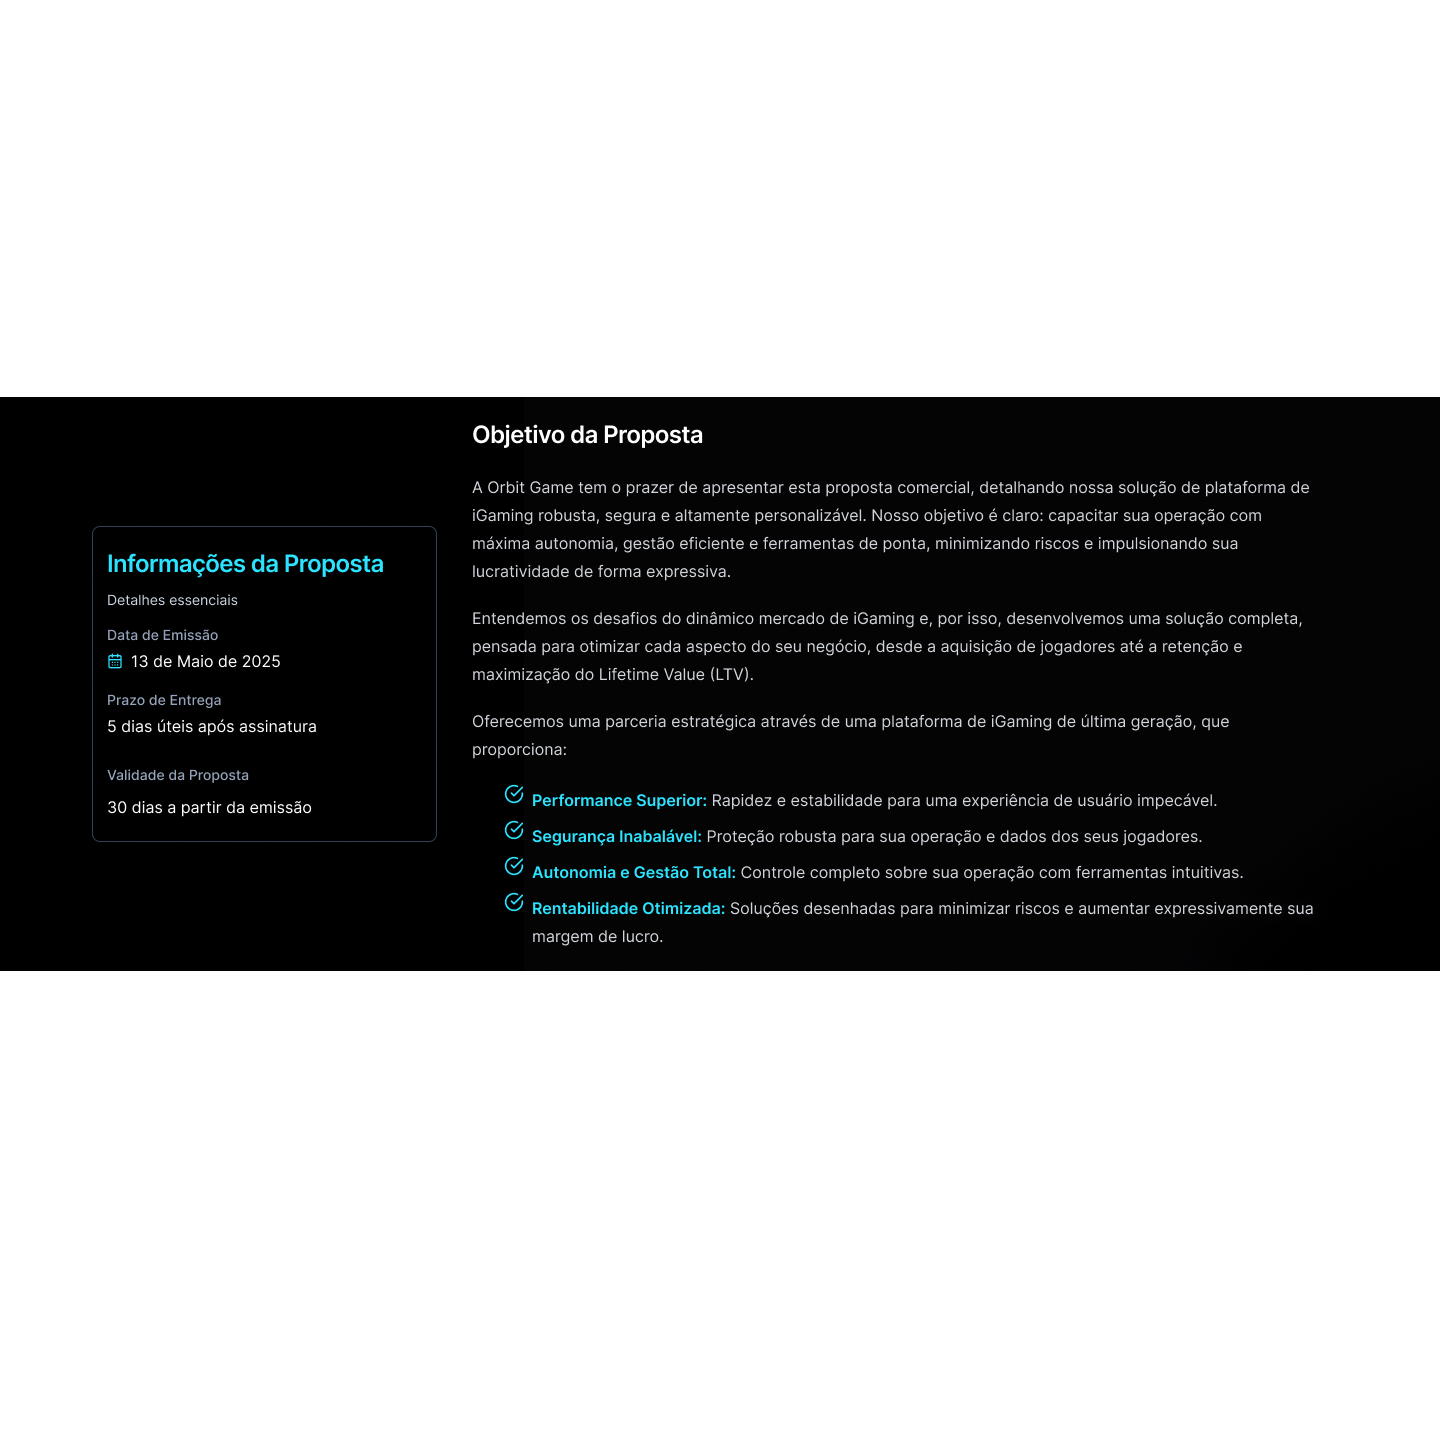 Informações da Proposta
Detalhes essenciais
Data de Emissão
13 de Maio de 2025
Prazo de Entrega
5 dias úteis após assinatura
Validade da Proposta
30 dias a partir da emissão
Objetivo da Proposta
A Orbit Game tem o prazer de apresentar esta proposta comercial, detalhando nossa solução de plataforma de
iGaming robusta, segura e altamente personalizável. Nosso objetivo é claro: capacitar sua operação com
máxima autonomia, gestão eficiente e ferramentas de ponta, minimizando riscos e impulsionando sua
lucratividade de forma expressiva.
Entendemos os desafios do dinâmico mercado de iGaming e, por isso, desenvolvemos uma solução completa,
pensada para otimizar cada aspecto do seu negócio, desde a aquisição de jogadores até a retenção e
maximização do Lifetime Value (LTV).
Oferecemos uma parceria estratégica através de uma plataforma de iGaming de última geração, que
proporciona:
Performance Superior: Rapidez e estabilidade para uma experiência de usuário impecável.
Segurança Inabalável: Proteção robusta para sua operação e dados dos seus jogadores.
Autonomia e Gestão Total: Controle completo sobre sua operação com ferramentas intuitivas.
Rentabilidade Otimizada: Soluções desenhadas para minimizar riscos e aumentar expressivamente sua
margem de lucro.